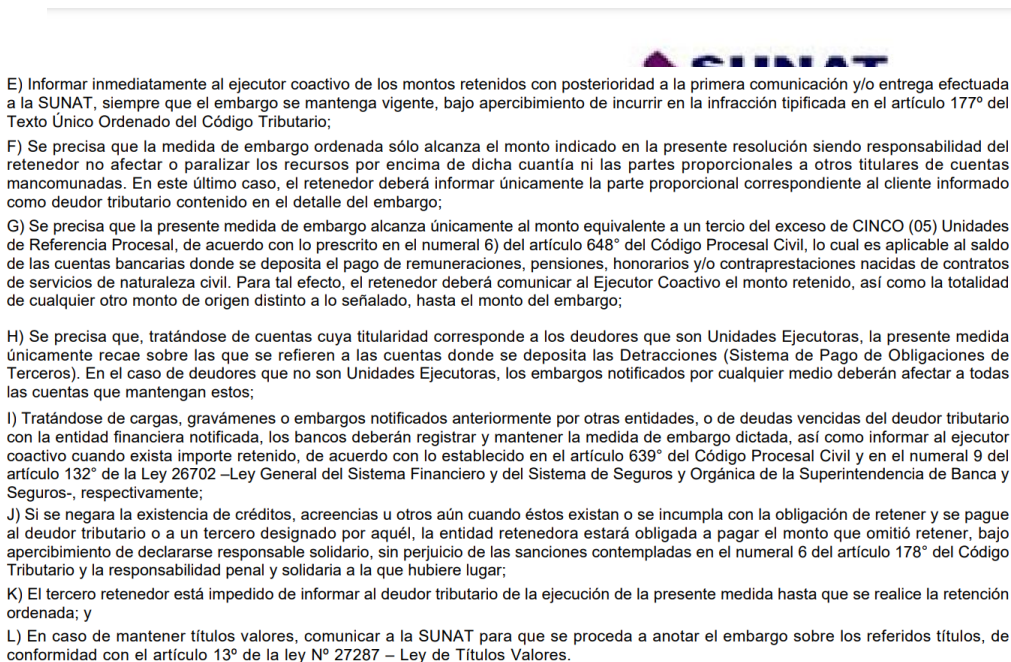 SUNAT
E) Informar inmediatamente al ejecutor coactivo de los montos retenidos con posterioridad a la primera comunicación y/o entrega efectuada
a la SUNAT, siempre que el embargo se mantenga vigente, bajo apercibimiento de incurrir en la infracción tipificada en el artículo 177º del
Texto Único Ordenado del Código Tributario;
F) Se precisa que la medida de embargo ordenada sólo alcanza el monto indicado en la presente resolución siendo responsabilidad del
retenedor no afectar o paralizar los recursos por encima de dicha cuantía ni las partes proporcionales a otros titulares de cuentas
mancomunadas. En este último caso, el retenedor deberá informar únicamente la parte proporcional correspondiente al cliente informado
como deudor tributario contenido en el detalle del embargo;
G) Se precisa que la presente medida de embargo alcanza únicamente al monto equivalente a un tercio del exceso de CINCO (05) Unidades
de Referencia Procesal, de acuerdo con lo prescrito en el numeral 6) del artículo 648° del Código Procesal Civil, lo cual es aplicable al saldo
de las cuentas bancarias donde se deposita el pago de remuneraciones, pensiones, honorarios y/o contraprestaciones nacidas de contratos
de servicios de naturaleza civil. Para tal efecto, el retenedor deberá comunicar al Ejecutor Coactivo el monto retenido, así como la totalidad
de cualquier otro monto de origen distinto a lo señalado, hasta el monto del embargo;
H) Se precisa que, tratándose de cuentas cuya titularidad corresponde a los deudores que son Unidades Ejecutoras, la presente medida
únicamente recae sobre las que se refieren a las cuentas donde se deposita las Detracciones (Sistema de Pago de Obligaciones de
Terceros). En el caso de deudores que no son Unidades Ejecutoras, los embargos notificados por cualquier medio deberán afectar a todas
las cuentas que mantengan estos;
I) Tratándose de cargas, gravámenes o embargos notificados anteriormente por otras entidades, o de deudas vencidas del deudor tributario
con la entidad financiera notificada, los bancos deberán registrar y mantener la medida de embargo dictada, así como informar al ejecutor
coactivo cuando exista importe retenido, de acuerdo con lo establecido en el artículo 639° del Código Procesal Civil y en el numeral 9 del
artículo 132° de la Ley 26702 –Ley General del Sistema Financiero y del Sistema de Seguros y Orgánica de la Superintendencia de Banca y
Seguros-, respectivamente;
J) Si se negara la existencia de créditos, acreencias u otros aún cuando éstos existan o se incumpla con la obligación de retener y se pague
al deudor tributario o a un tercero designado por aquél, la entidad retenedora estará obligada a pagar el monto que omitió retener, bajo
apercibimiento de declararse responsable solidario, sin perjuicio de las sanciones contempladas en el numeral 6 del artículo 178° del Código
Tributario y la responsabilidad penal y solidaria a la que hubiere lugar;
K) El tercero retenedor está impedido de informar al deudor tributario de la ejecución de la presente medida hasta que se realice la retención
ordenada; y
L) En caso de mantener títulos valores, comunicar a la SUNAT para que se proceda a anotar el embargo sobre los referidos títulos, de
conformidad con el artículo 13º de la ley Nº 27287 – Ley de Títulos Valores.